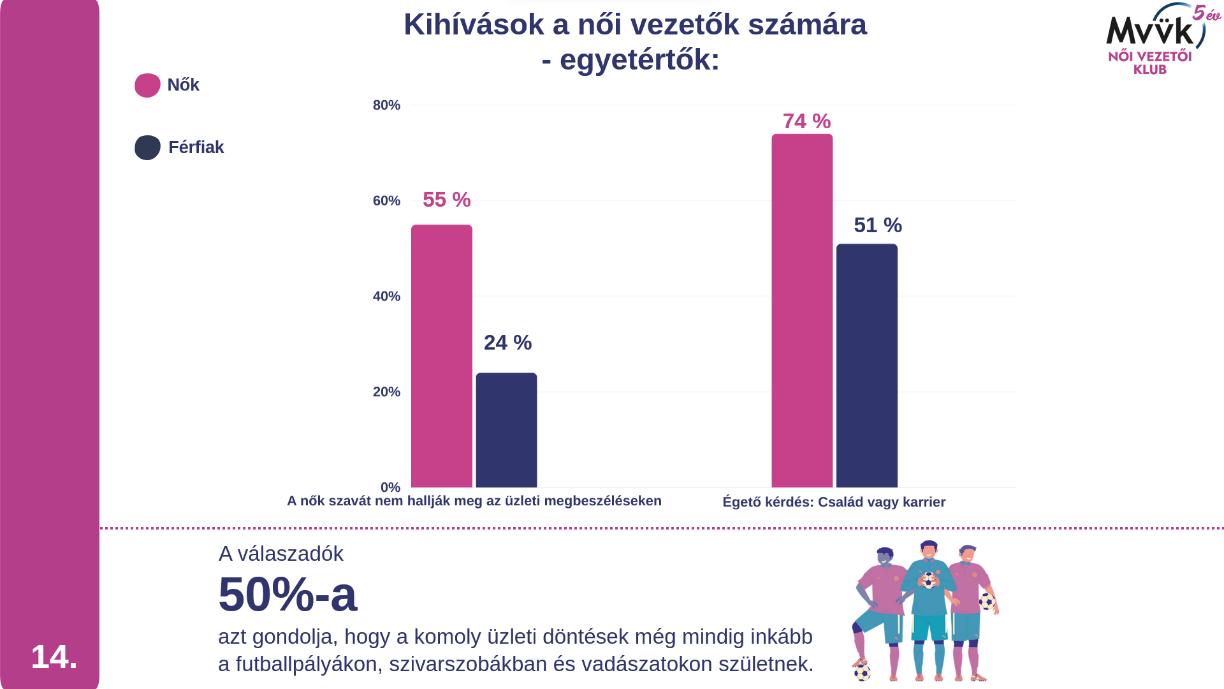 Kihívások a női vezetők számára
- egyetértők:
5 év
Mvük
NŐI VEZETŐI
KLUB
Nők
Férfiak
80%
60%
40%
20%
0%
55 %
24 %
74 %
51 %
A nők szavát nem hallják meg az üzleti megbeszéléseken
Égető kérdés: Család vagy karrier
A válaszadók
50%-a
azt gondolja, hogy a komoly üzleti döntések még mindig inkább
a futballpályákon, szivarszobákban és vadászatokon születnek.
14.